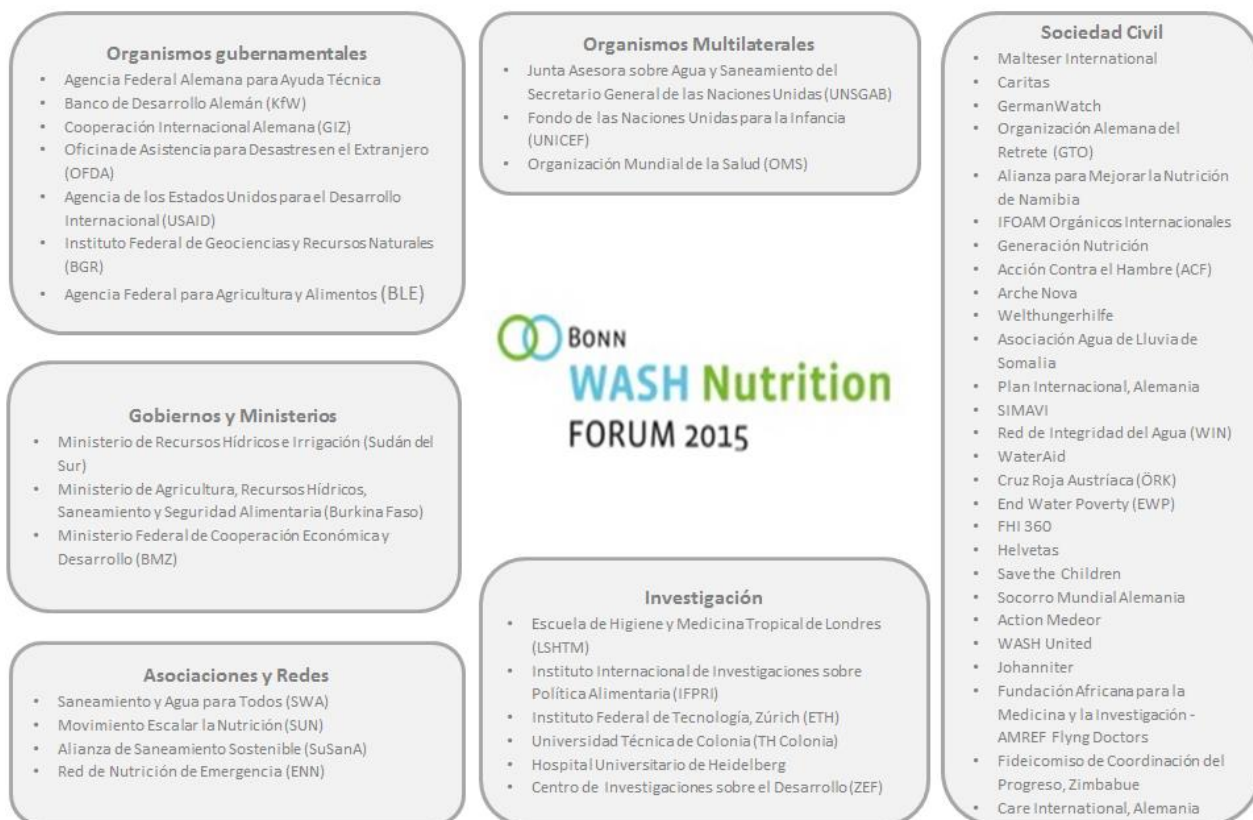 Organismos gubernamentales
• Agencia Federal Alemana para Ayuda Técnica
• Banco de Desarrollo Alemán (KfW)
• Cooperación Internacional Alemana (GIZ)
• Oficina de Asistencia para Desastres en el Extranjero
(OFDA)
• Agencia de los Estados Unidos para el Desarrollo
Internacional (USAID)
• Instituto Federal de Geociencias y Recursos Naturales
(BGR)
• Agencia Federal para Agricultura y Alimentos (BLE)
Organismos Multilaterales
• Junta Asesora sobre Agua y Saneamiento del
Secretario General de las Naciones Unidas (UNSGAB)
• Fondo de las Naciones Unidas para la Infancia
(UNICEF)
• Organización Mundial de la Salud (OMS)
Sociedad Civil
• Malteser International
• Caritas
• GermanWatch
• Organización Alemana del
Retrete (GTO)
• Alianza para Mejorar la Nutrición
de Namibia
• IFOAM Orgánicos Internacionales
• Generación Nutrición
• Acción Contra el Hambre (ACF)
• Arche Nova
• Welthungerhilfe
• Asociación Agua de Lluvia de
Somalia
• Plan Internacional, Alemania
• SIMAVI
• Red de Integridad del Agua (WIN)
• WaterAid
• Cruz Roja Austríaca (ÖRK)
• End Water Poverty (EWP)
• FHI 360
• Helvetas
• Save the Children
• Socorro Mundial Alemania
• Action Medeor
• WASH United
• Johanniter
• Fundación Africana para la
Medicina y la Investigación -
AMREF Flyng Doctors
• Fideicomiso de Coordinación del
Progreso, Zimbabue
• Care International, Alemania
BONN
WASH Nutrition
FORUM 2015
Gobiernos y Ministerios
• Ministerio de Recursos Hídricos e Irrigación (Sudán del
Sur)
• Ministerio de Agricultura, Recursos Hídricos,
Saneamiento y Seguridad Alimentaria (Burkina Faso)
• Ministerio Federal de Cooperación Económica y
Desarrollo (BMZ)
Investigación
• Escuela de Higiene y Medicina Tropical de Londres
(LSHTM)
• Instituto Internacional de Investigaciones sobre
Política Alimentaria (IFPRI)
• Instituto Federal de Tecnología, Zúrich (ETH)
• Universidad Técnica de Colonia (TH Colonia)
• Hospital Universitario de Heidelberg
• Centro de Investigaciones sobre el Desarrollo (ZEF)
Asociaciones y Redes
• Saneamiento y Agua para Todos (SWA)
• Movimiento Escalar la Nutrición (SUN)
• Alianza de Saneamiento Sostenible (SuSanA)
• Red de Nutrición de Emergencia (ENN)